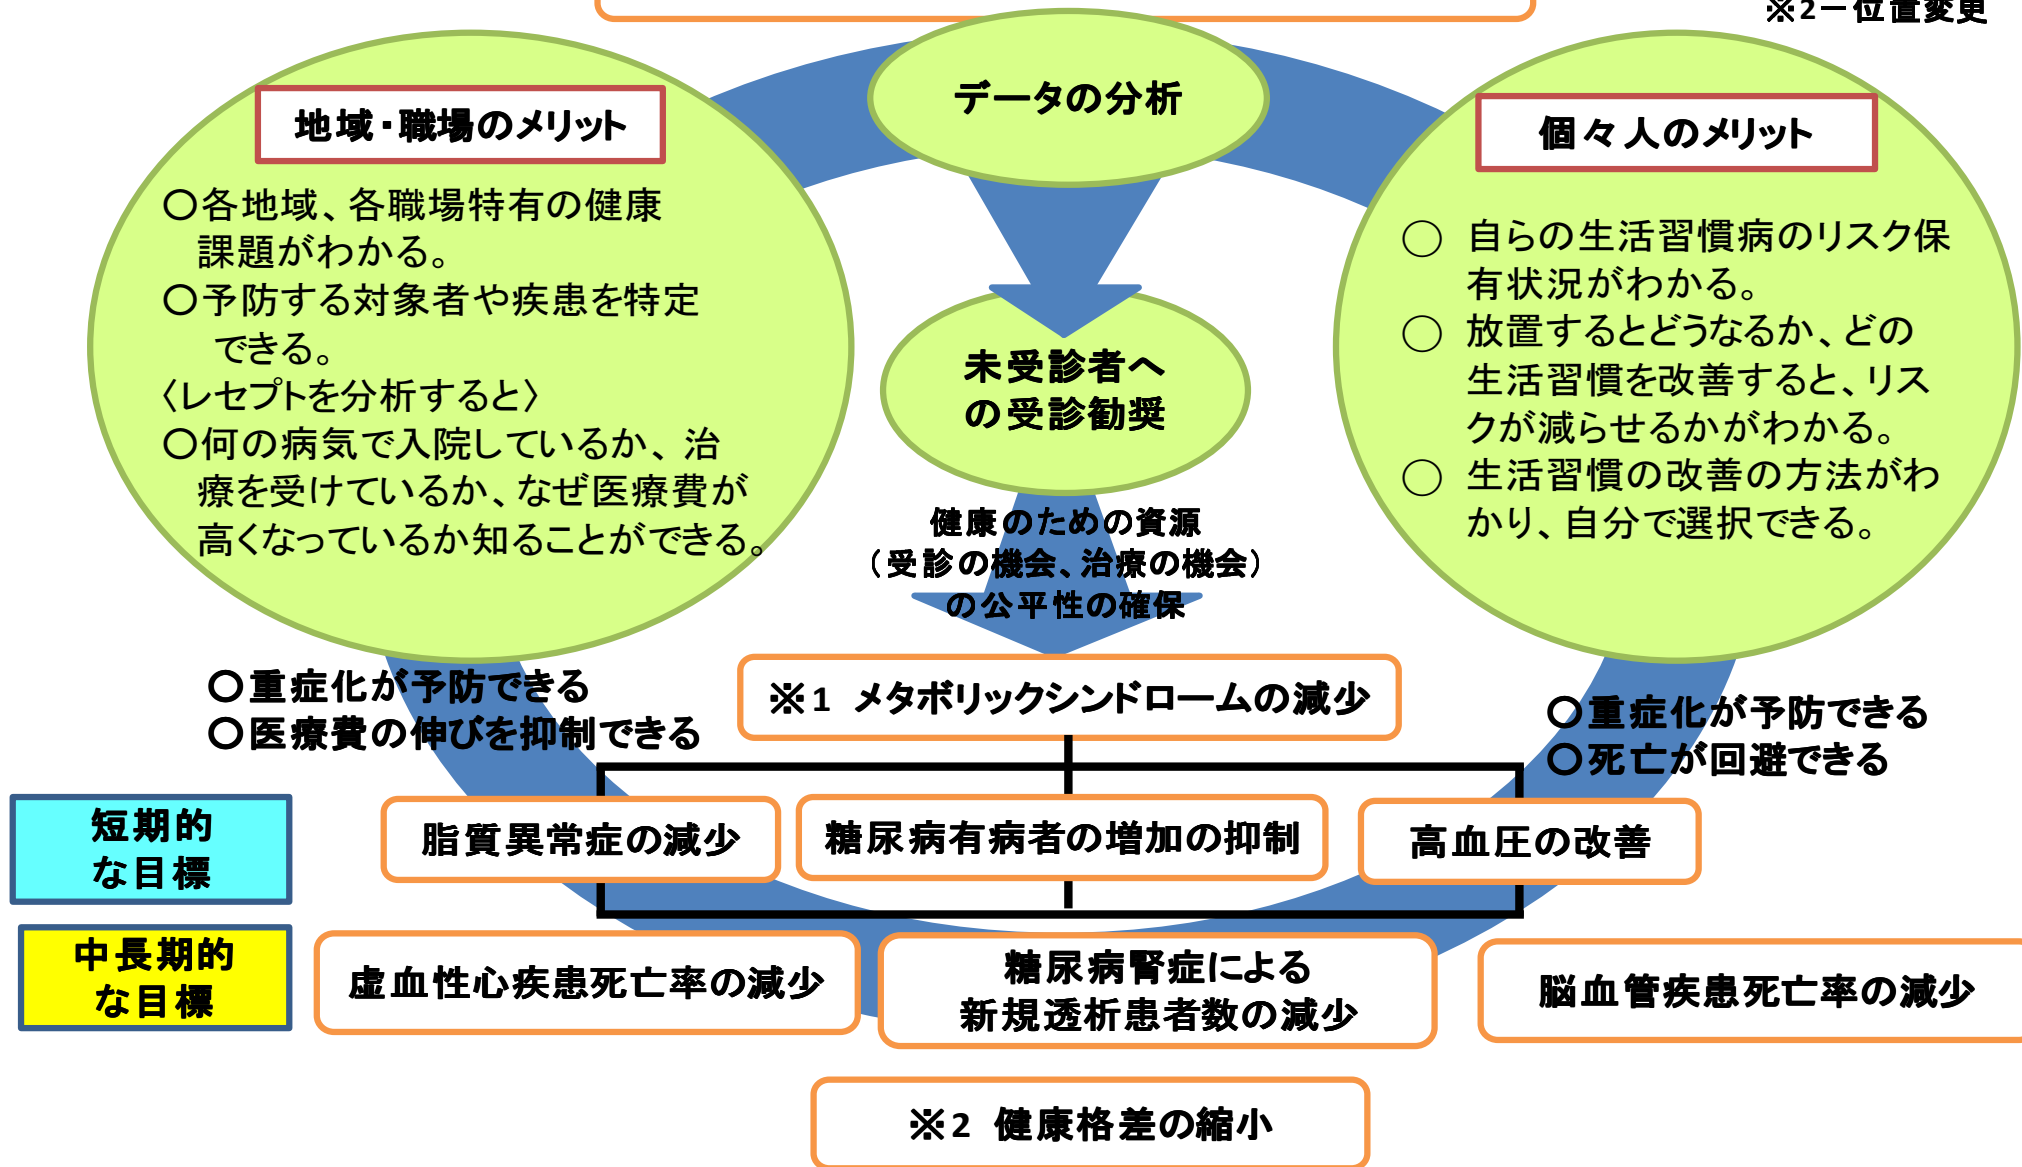 ※2ー位置変更
データの分析
地域・職場のメリット
○各地域、各職場特有の健康
課題がわかる。
○予防する対象者や疾患を特定
できる。
〈レセプトを分析すると〉
○何の病気で入院しているか、治
療を受けているか、なぜ医療費が
高くなっているか知ることができる。
個々人のメリット
○ 自らの生活習慣病のリスク保
有状況がわかる。
○ 放置するとどうなるか、どの
生活習慣を改善すると、リス
クが減らせるかがわかる。
○ 生活習慣の改善の方法がわ
かり、自分で選択できる。
未受診者へ
の受診勧奨
健康のための資源
（受診の機会、治療の機会）
の公平性の確保
○重症化が予防できる
○医療費の伸びを抑制できる
※1 メタボリックシンドロームの減少
○重症化が予防できる
○死亡が回避できる
短期的
な目標
脂質異常症の減少
糖尿病有病者の増加の抑制
高血圧の改善
中長期的
な目標
虚血性心疾患死亡率の減少
糖尿病腎症による
新規透析患者数の減少
脳血管疾患死亡率の減少
※2 健康格差の縮小